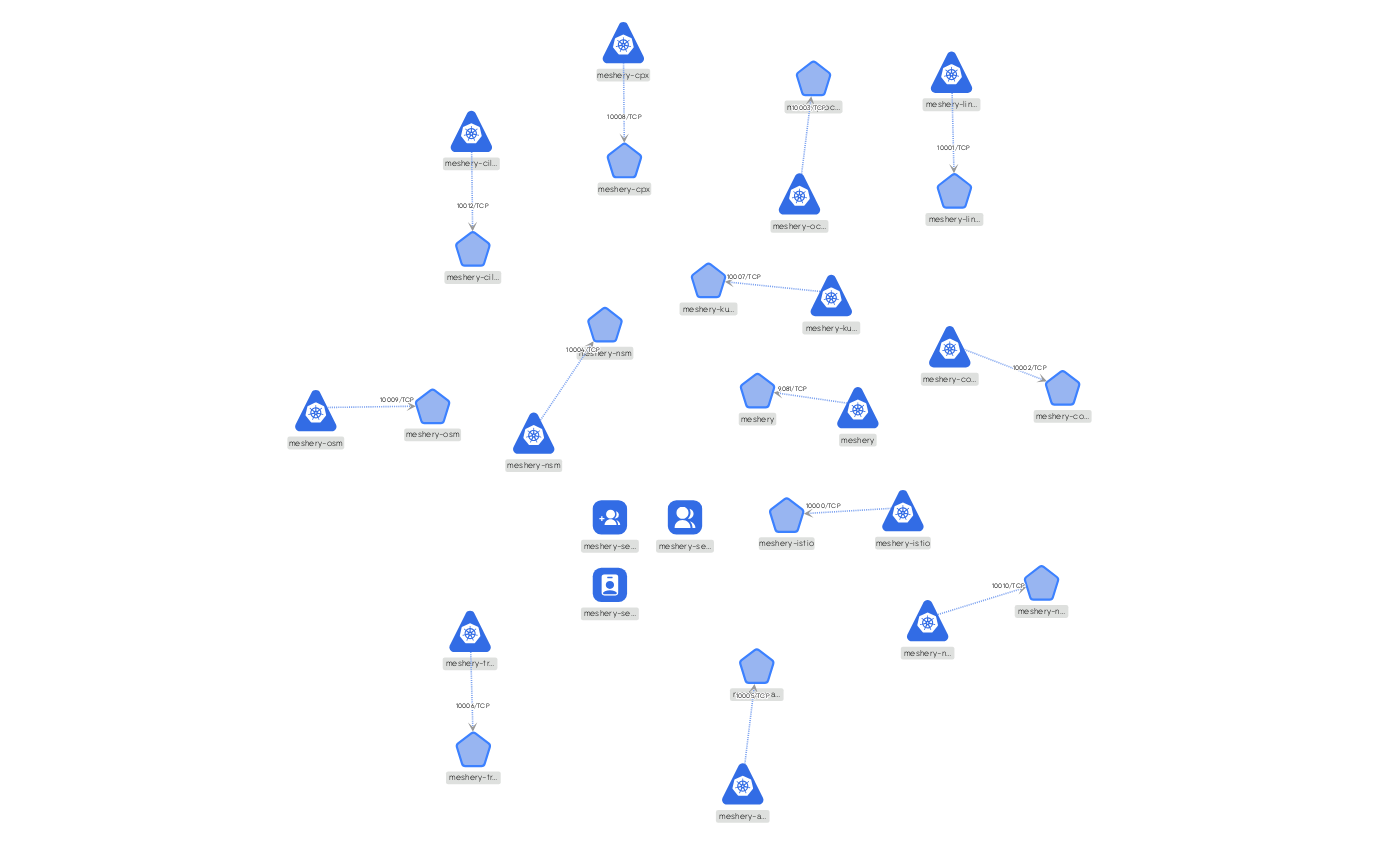 meshery-cpx
10008/TCP
meshery-cpx
10003/TCP
meshery-oc...
meshery-lin...
10001/TCP
meshery-lin...
meshery-cil...
10012/TCP
meshery-cil...
10007/TCP
meshery-ku...
meshery-ku...
10004/TCP
meshery-nsm
meshery-nsm
meshery-co...
10002/TCP
meshery-co...
10009/TCP
meshery-osm
meshery-osm
9081/TCP
meshery
meshery
meshery-se...
meshery-se...
meshery-se...
10000/TCP
meshery-istio
meshery-istio
10010/TCP
meshery-n...
meshery-n...
meshery-tr...
10006/TCP
meshery-tr...
10005/TCP
meshery-a...